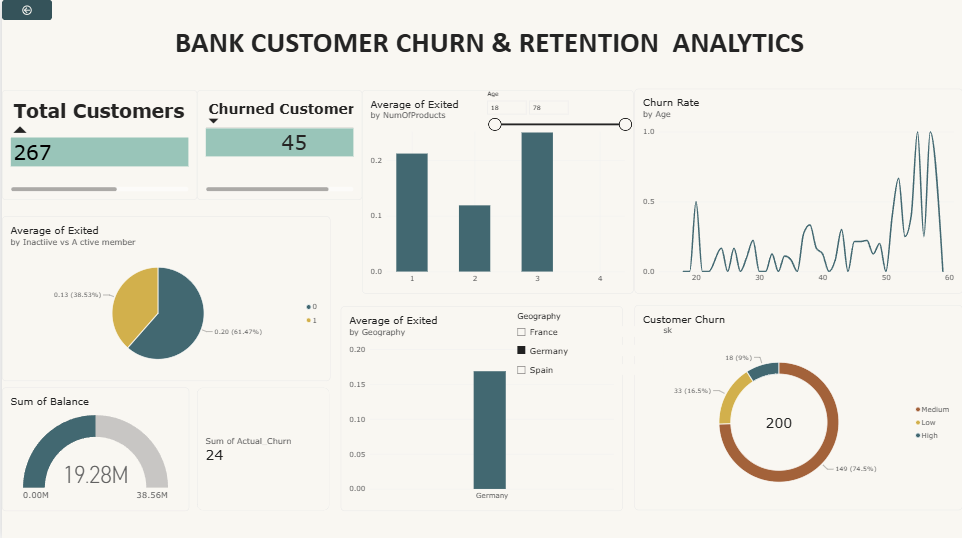 BANK CUSTOMER CHURN & RETENTION  ANALYTICS
Total Customers
267
Churned Customer
45
Average of Exited
by NumOfProducts
Age
18
78
0.2
0.1
0.0
1
2
3
4
Churn Rate
by Age
1.0
0.5
0.0
20
30
40
50
60
Average of Exited
by Inactiive vs A ctive member
0.13 (38.53%)
0.20 (61.47%)
0
1
Average of Exited
by Geography
Geography
France
Germany
Spain
0.20
0.15
0.10
0.05
0.00
Germany
Customer Churn
sk
18 (9%)
33 (16.5%)
200
149 (74.5%)
Medium
Low
High
Sum of Balance
19.28M
0.00M
38.56M
Sum of Actual_Churn
24